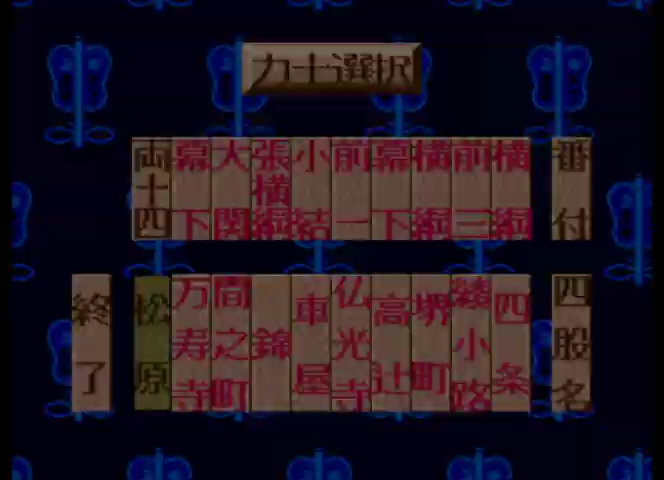 力士選択
番付
横綱
前三
横綱
幕下
前一
小結
張横綱
大関
幕下
両十四
四股名
四条
綾小路
堺町
高辻
仏光寺
車屋
錦
間之町
万寿寺
松原
終了